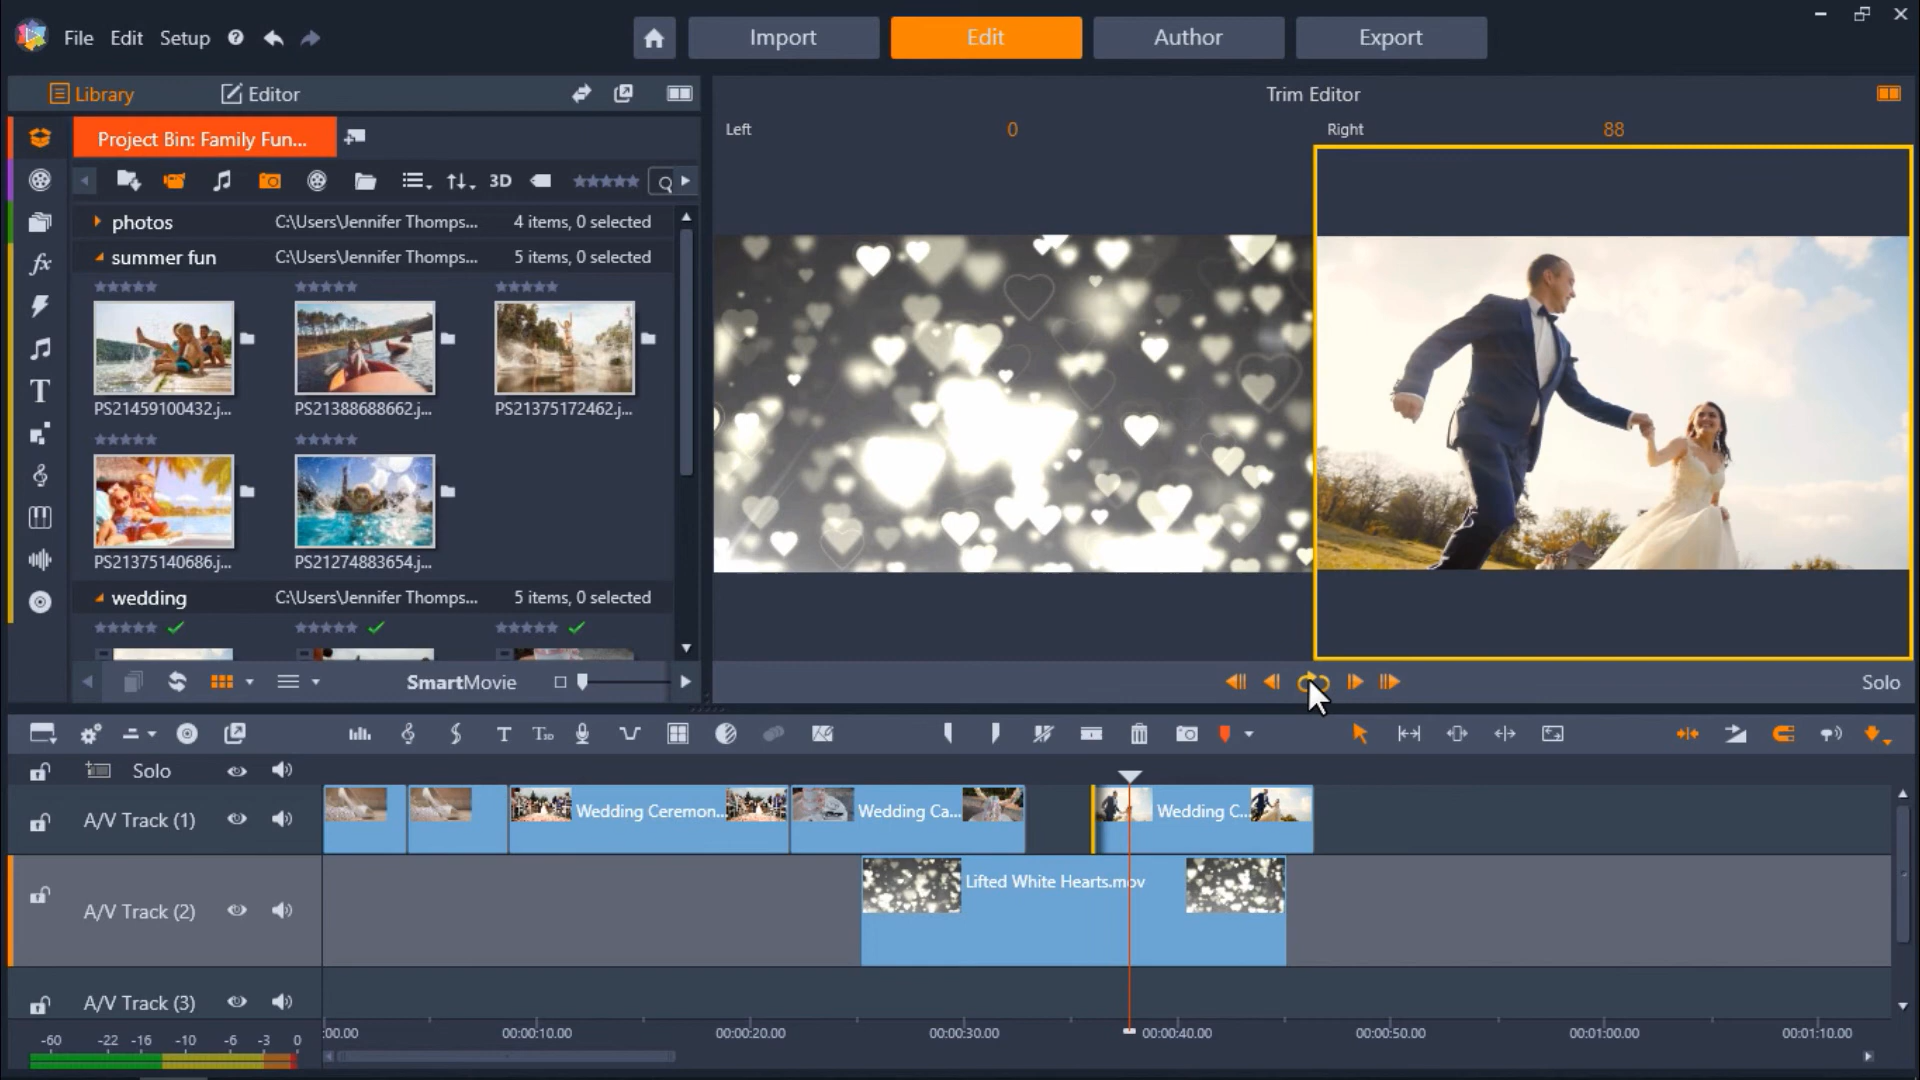 File Edit Setup
Import Edit Author Export
Library Editor
Trim Editor
Project Bin: Family Fun...
Left 0 Right 88
3D
photos C:\Users\Jennifer Thomps... 4 items, 0 selected
summer fun C:\Users\Jennifer Thomps... 5 items, 0 selected
PS21459100432.j... PS21388688662.j... PS21375172462.j...
PS21375140686.j... PS21274883654.j...
wedding C:\Users\Jennifer Thomps... 5 items, 0 selected
SmartMovie
Solo
Solo
A/V Track (1)
Wedding Ceremon... Wedding Ca... Wedding C...
A/V Track (2)
Lifted White Hearts.mov
A/V Track (3)
-60 -22 -16 -10 -6 -3 0
:00.00 00:00:10.00 00:00:20.00 00:00:30.00 00:00:40.00 00:00:50.00 00:01:00.00 00:01:10.00